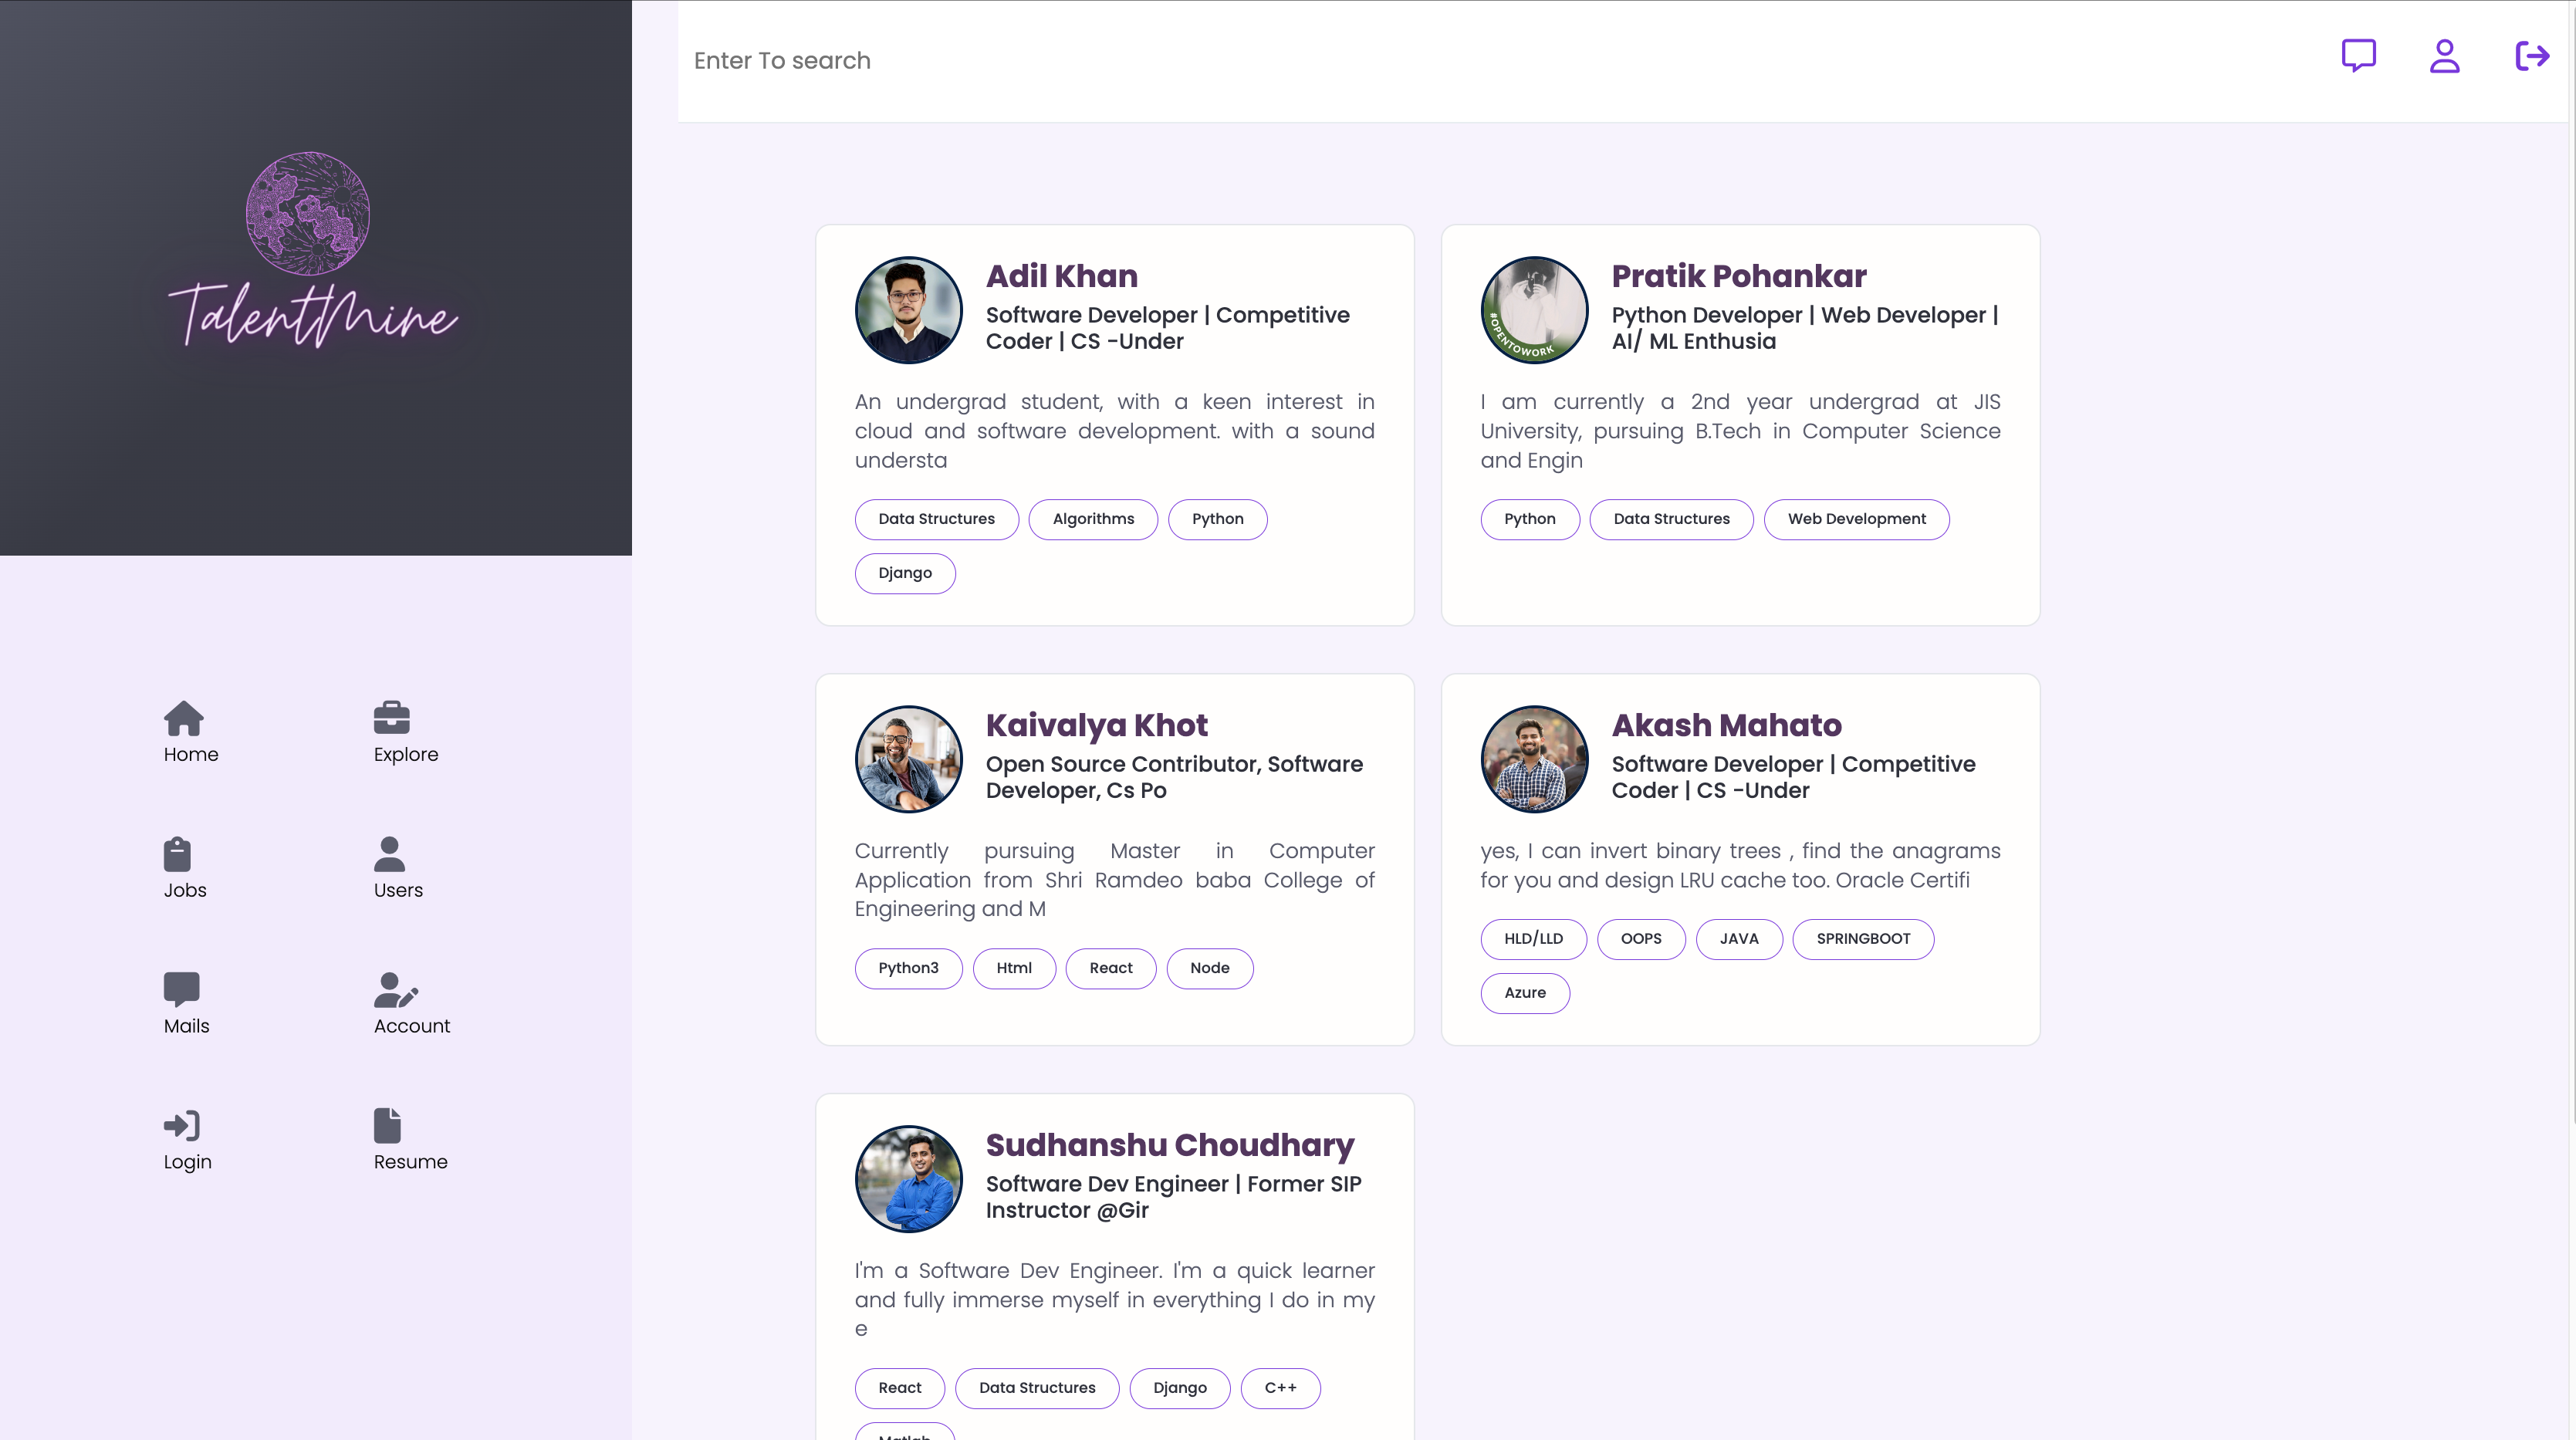 TalentMine
Home
Explore
Jobs
Users
Mails
Account
Login
Resume
Enter To search
Adil Khan
Software Developer | Competitive
Coder | CS -Under
An undergrad student, with a keen interest in
cloud and software development. with a sound
understa
Data Structures
Algorithms
Python
Django
#OPENTOWORK
Pratik Pohankar
Python Developer | Web Developer |
AI/ ML Enthusia
I am currently a 2nd year undergrad at JIS
University, pursuing B.Tech in Computer Science
and Engin
Python
Data Structures
Web Development
Kaivalya Khot
Open Source Contributor, Software
Developer, Cs Po
Currently pursuing Master in Computer
Application from Shri Ramdeo baba College of
Engineering and M
Python3
Html
React
Node
Akash Mahato
Software Developer | Competitive
Coder | CS -Under
yes, I can invert binary trees , find the anagrams
for you and design LRU cache too. Oracle Certifi
HLD/LLD
OOPS
JAVA
SPRINGBOOT
Azure
Sudhanshu Choudhary
Software Dev Engineer | Former SIP
Instructor @Gir
I'm a Software Dev Engineer. I'm a quick learner
and fully immerse myself in everything I do in my
e
React
Data Structures
Django
C++
Matlab